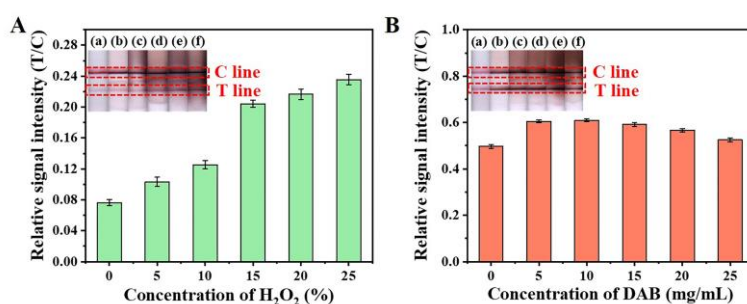 A
(a) (b) (c) (d) (e) (f)
C line
T line
Relative signal intensity (T/C)
0.28
0.24
0.20
0.16
0.12
0.08
0.04
0.00
0 5 10 15 20 25
Concentration of H₂O₂ (%)
B
(a) (b) (c) (d) (e) (f)
C line
T line
Relative signal intensity (T/C)
1.0
0.8
0.6
0.4
0.2
0.0
0 5 10 15 20 25
Concentration of DAB (mg/mL)